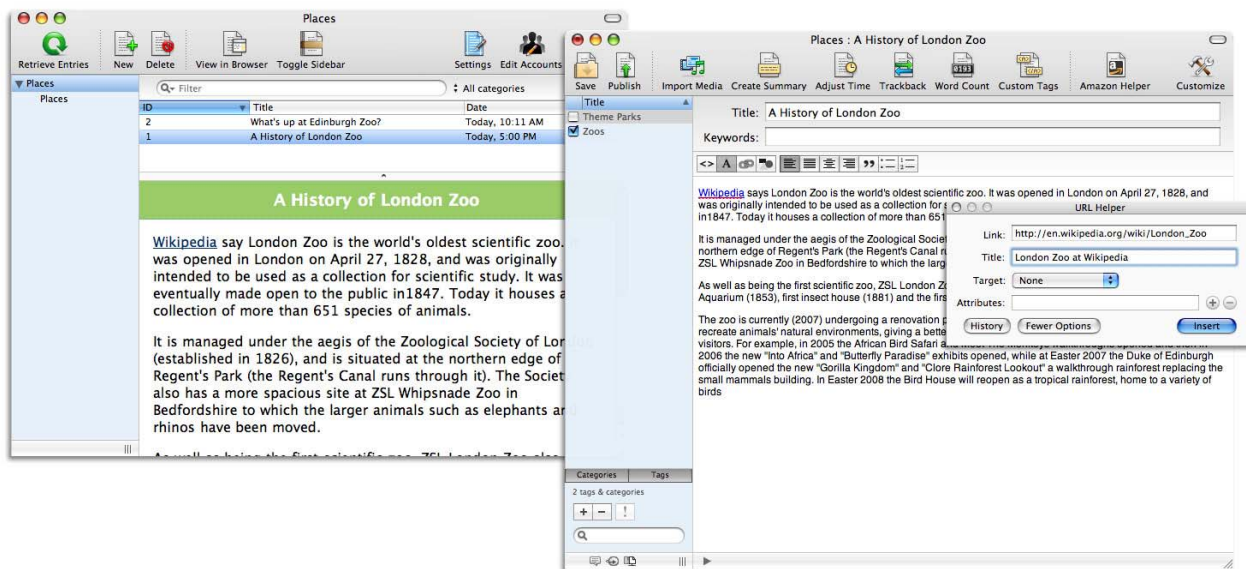 Places
Retrieve Entries New Delete View in Browser Toggle Sidebar Settings Edit Accounts
Places
Places
Filter
All categories
ID Title Date
2 What's up at Edinburgh Zoo? Today, 10:11 AM
1 A History of London Zoo Today, 5:00 PM
A History of London Zoo
Wikipedia say London Zoo is the world's oldest scientific zoo.
was opened in London on April 27, 1828, and was originally
intended to be used as a collection for scientific study. It was
eventually made open to the public in1847. Today it houses a
collection of more than 651 species of animals.
It is managed under the aegis of the Zoological Society of Lon
(established in 1826), and is situated at the northern edge of
Regent's Park (the Regent's Canal runs through it). The Societ
also has a more spacious site at ZSL Whipsnade Zoo in
Bedfordshire to which the larger animals such as elephants an
rhinos have been moved.
As well as being the first scientific zoo, ZSL London Zoo also
Places : A History of London Zoo
Save Publish Import Media Create Summary Adjust Time Trackback Word Count Custom Tags Amazon Helper Customize
0193
Title
Theme Parks
Zoos
Title: A History of London Zoo
Keywords:
Wikipedia says London Zoo is the world's oldest scientific zoo. It was opened in London on April 27, 1828, and
was originally intended to be used as a collection for
in1847. Today it houses a collection of more than 651
It is managed under the aegis of the Zoological Societ
northern edge of Regent's Park (the Regent's Canal
ZSL Whipsnade Zoo in Bedfordshire to which the larg
As well as being the first scientific zoo, ZSL London
Aquarium (1853), first insect house (1881) and the firs
The zoo is currently (2007) undergoing a renovation
recreate animals' natural environments, giving a bette
visitors. For example, in 2005 the African Bird Safari
2006 the new "Into Africa" and "Butterfly Paradise" exhibits opened, while at Easter 2007 the Duke of Edinburgh
officially opened the new "Gorilla Kingdom" and "Clore Rainforest Lookout" a walkthrough rainforest replacing the
small mammals building. In Easter 2008 the Bird House will reopen as a tropical rainforest, home to a variety of
birds
URL Helper
Link: http://en.wikipedia.org/wiki/London_Zoo
Title: London Zoo at Wikipedia
Target: None
Attributes:
History Fewer Options Insert
Categories Tags
2 tags & categories